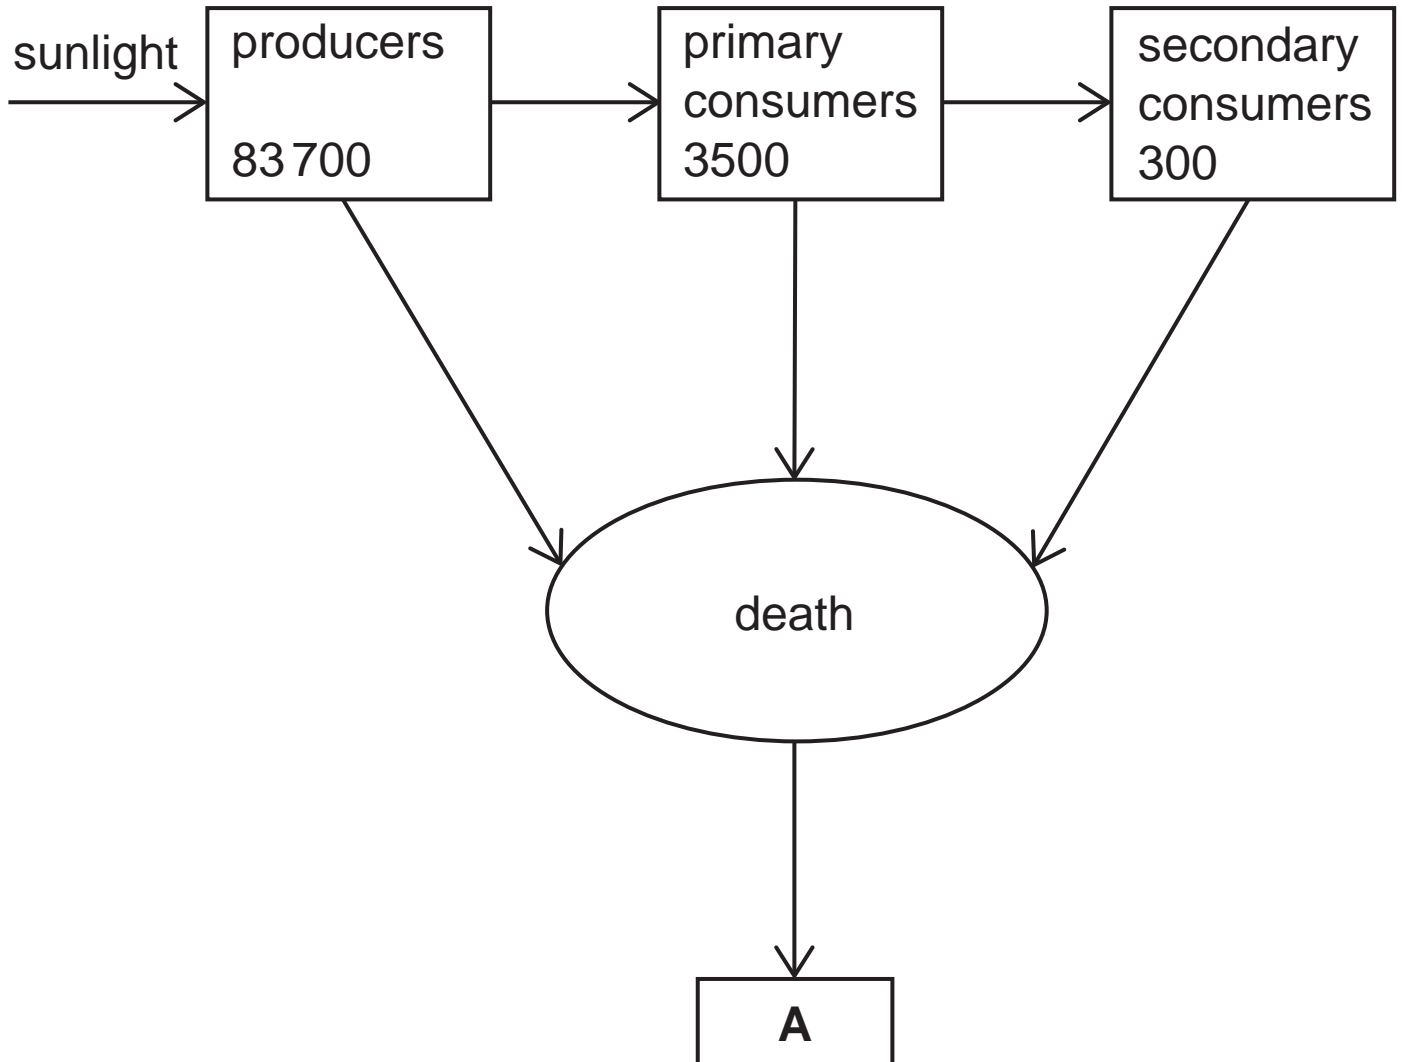 sunlight
producers
83 700
primary
consumers
3500
secondary
consumers
300
death
A